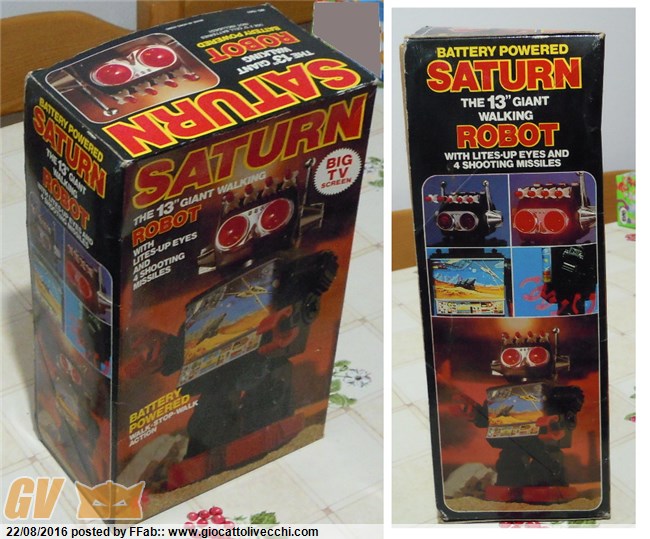 BATTERY POWERED
ROBOT
THE 13" GIANT
WALKING
SATURN
SATURN
THE 13" GIANT WALKING
ROBOT
WITH
LITES-UP EYES
AND
4 SHOOTING
MISSILES
BIG
TV
SCREEN
BATTERY
POWERED
WALK-STOP-WALK
ACTION
BATTERY POWERED
SATURN
THE 13" GIANT
WALKING
ROBOT
WITH
LITES-UP EYES AND
4 SHOOTING
MISSILES
BATTERY POWERED
SATURN
THE 13" GIANT
WALKING
ROBOT
WITH LITES-UP EYES AND
4 SHOOTING MISSILES
GV
22/08/2016 posted by FFab:: www.giocattolivecchi.com